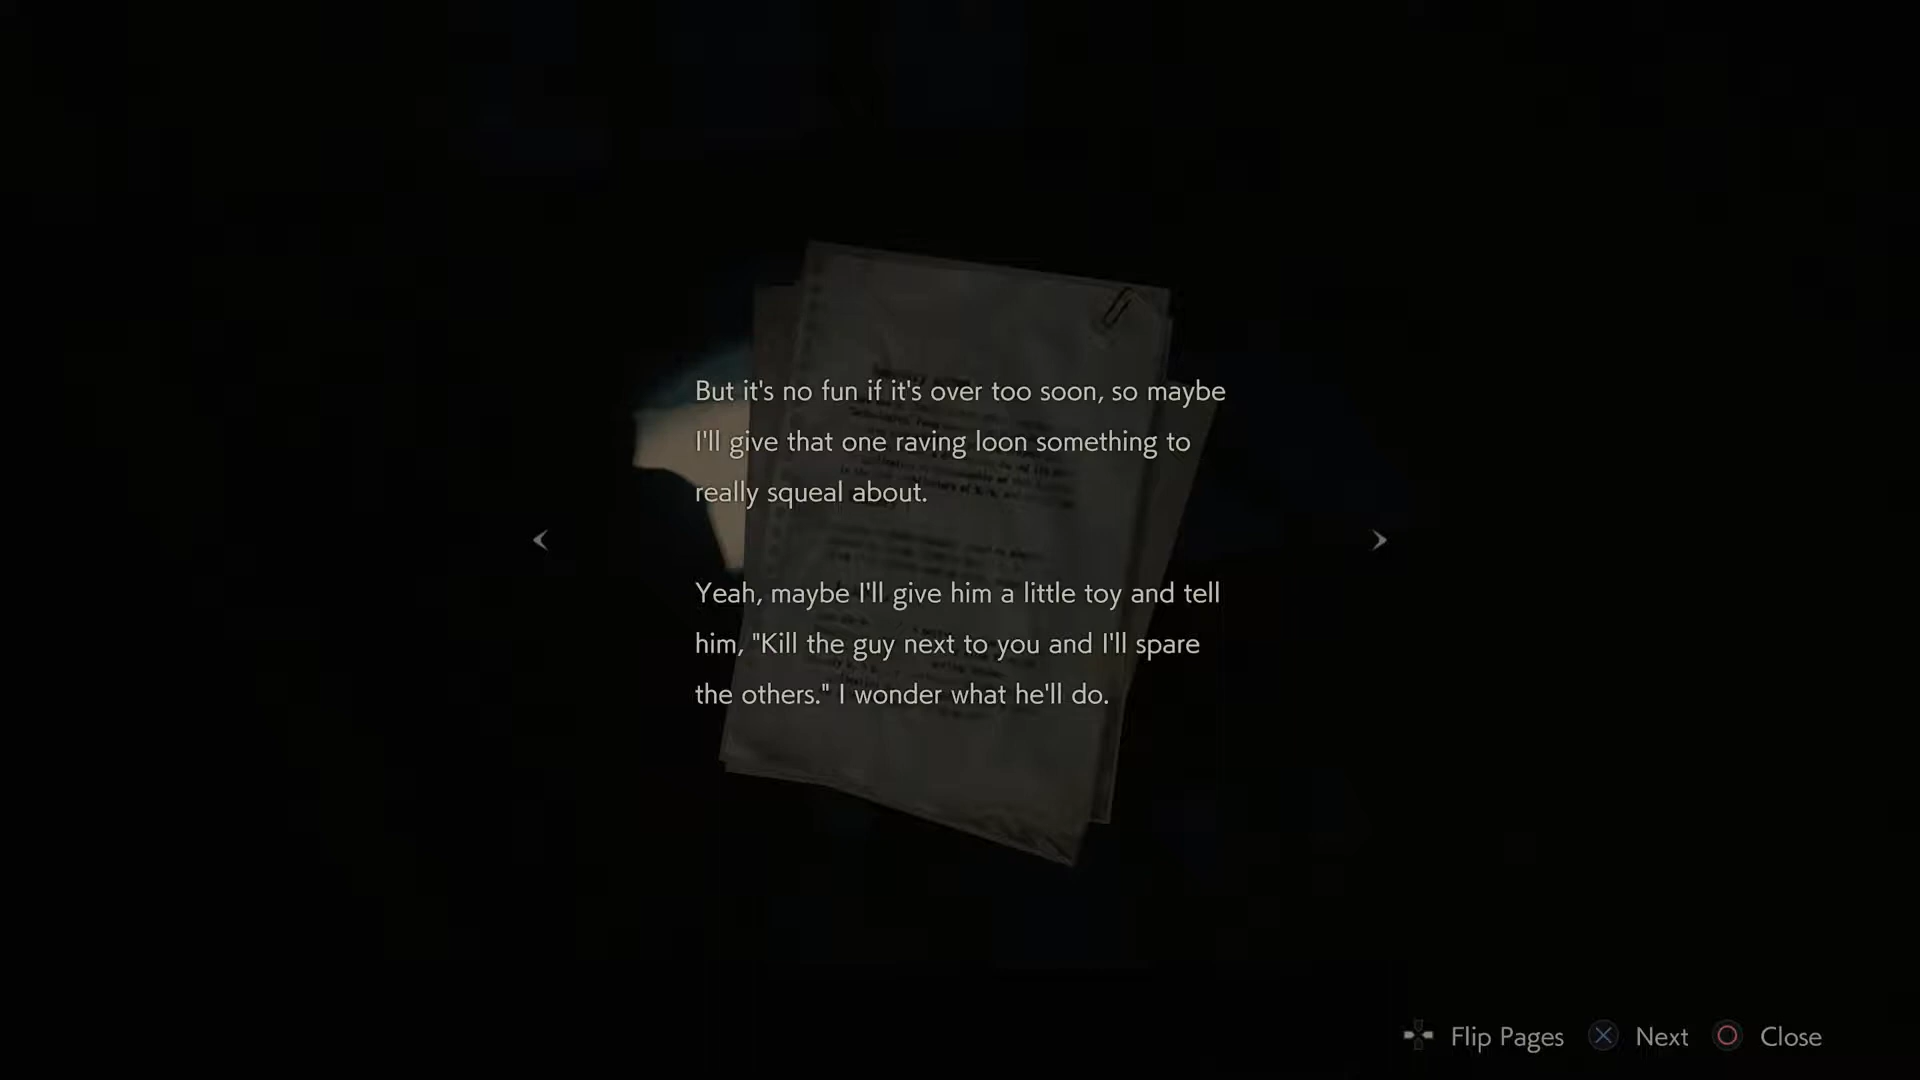 But it's no fun if it's over too soon, so maybe
I'll give that one raving loon something to
really squeal about.
Yeah, maybe I'll give him a little toy and tell
him, "Kill the guy next to you and I'll spare
the others." I wonder what he'll do.
Flip Pages Next Close